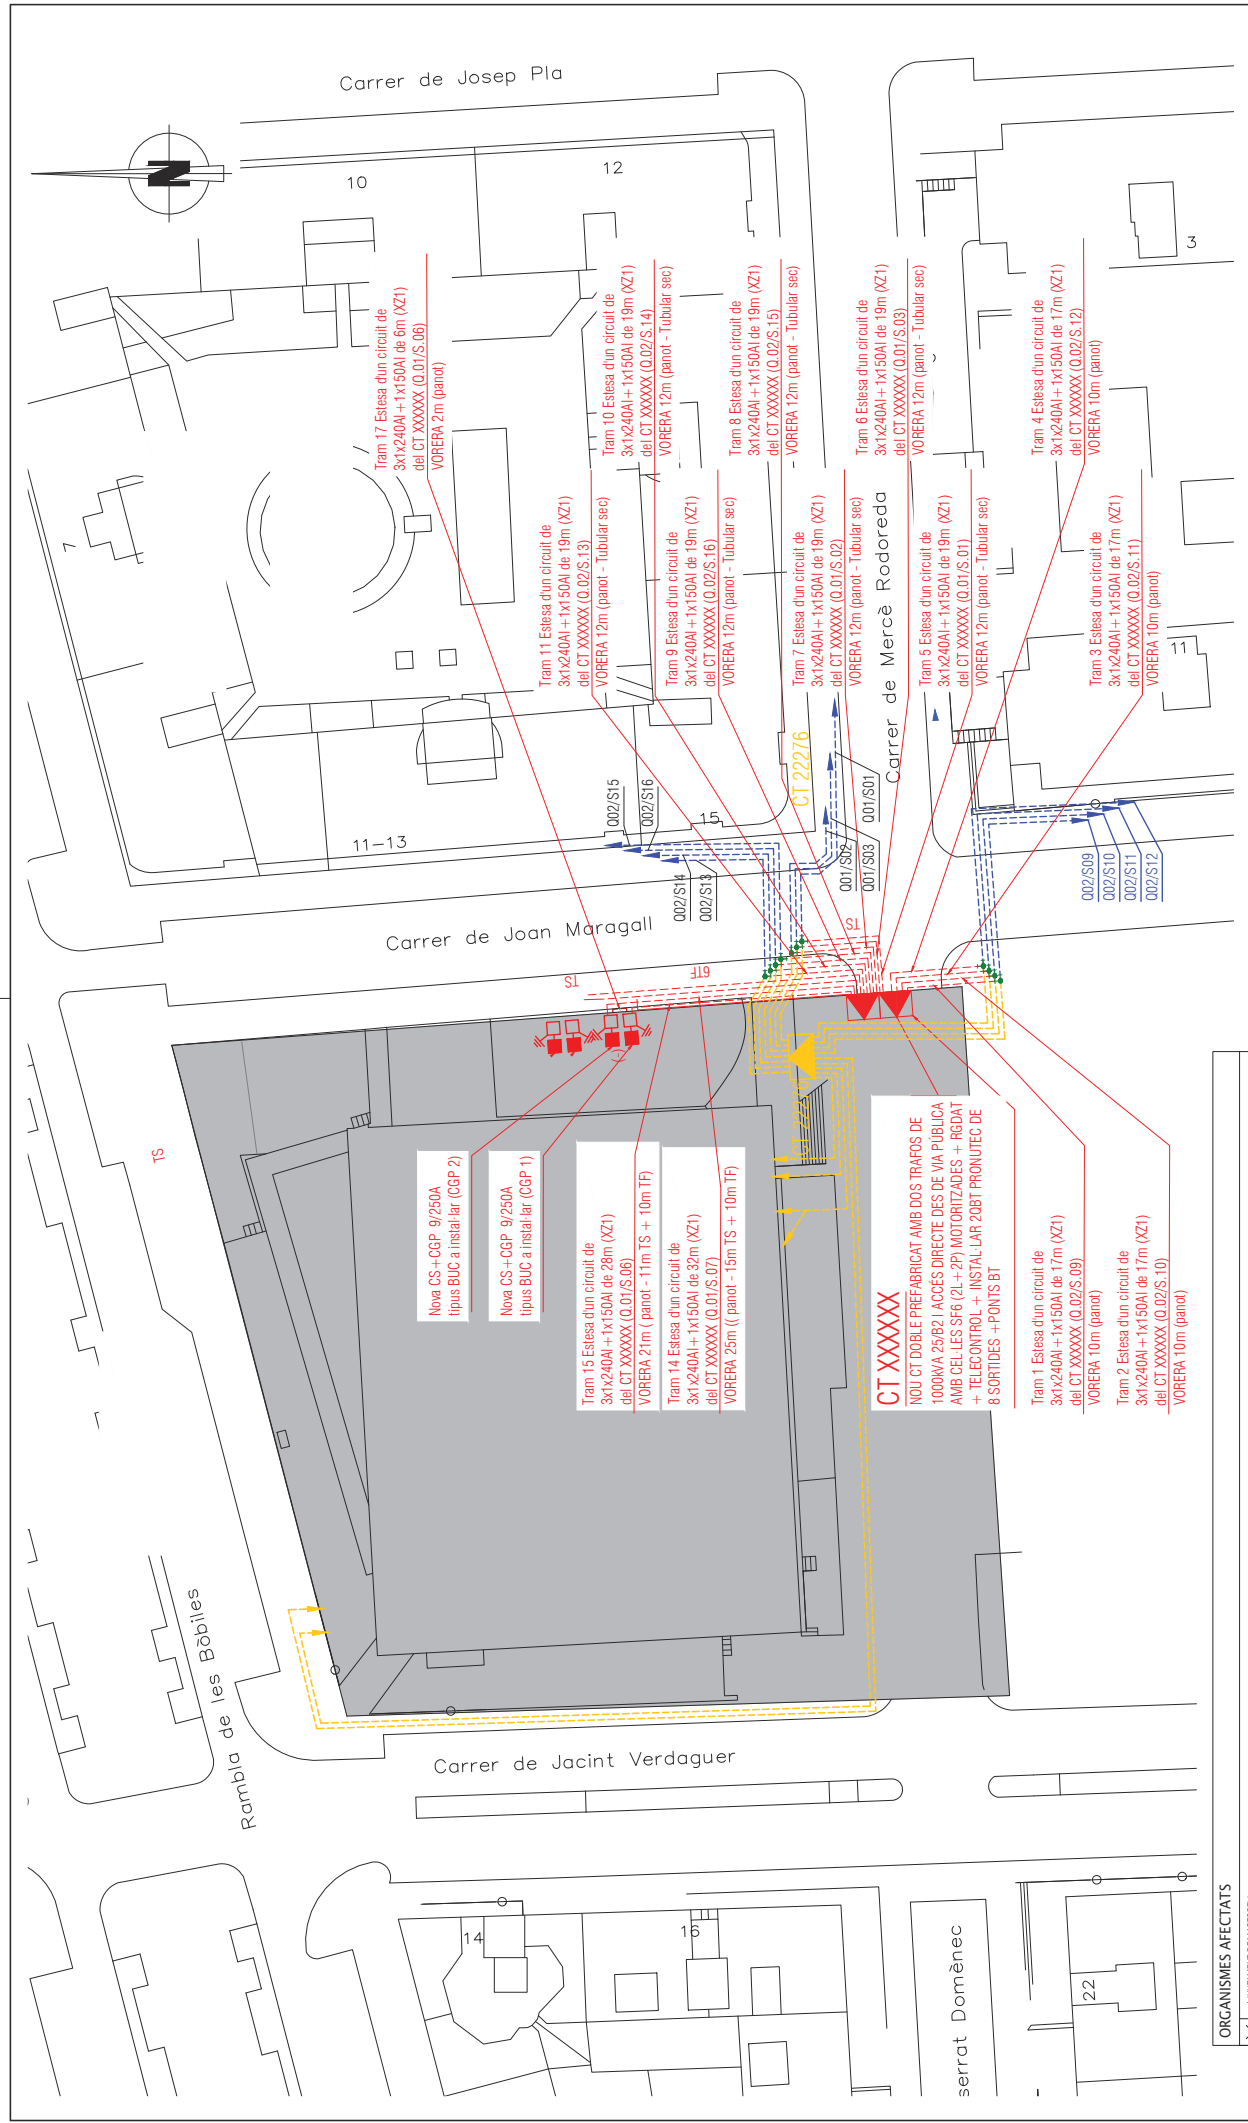 Carrer de Josep Pla
N
10
12
3
7
Tram 17 Estesa d'un circuit de
3x1x240Al+1x150Al de 6m (XZ1)
del CT XXXXXX (Q.01/S.06)
VORERA 2m (panot)
Tram 10 Estesa d'un circuit de
3x1x240Al+1x150Al de 19m (XZ1)
del CT XXXXXX (Q.02/S.14)
VORERA 12m (panot - Tubular sec)
Tram 8 Estesa d'un circuit de
3x1x240Al+1x150Al de 19m (XZ1)
del CT XXXXXX (Q.02/S.15)
VORERA 12m (panot - Tubular sec)
Tram 6 Estesa d'un circuit de
3x1x240Al+1x150Al de 19m (XZ1)
del CT XXXXXX (Q.01/S.03)
VORERA 12m (panot - Tubular sec)
Tram 4 Estesa d'un circuit de
3x1x240Al+1x150Al de 17m (XZ1)
del CT XXXXXX (Q.02/S.12)
VORERA 10m (panot)
Tram 11 Estesa d'un circuit de
3x1x240Al+1x150Al de 19m (XZ1)
del CT XXXXXX (Q.02/S.13)
VORERA 12m (panot - Tubular sec)
Tram 9 Estesa d'un circuit de
3x1x240Al+1x150Al de 19m (XZ1)
del CT XXXXXX (Q.02/S.16)
VORERA 12m (panot - Tubular sec)
Tram 7 Estesa d'un circuit de
3x1x240Al+1x150Al de 19m (XZ1)
del CT XXXXXX (Q.01/S.02)
VORERA 12m (panot - Tubular sec)
Carrer de Mercè Rodoreda
Tram 5 Estesa d'un circuit de
3x1x240Al+1x150Al de 19m (XZ1)
del CT XXXXXX (Q.01/S.01)
VORERA 12m (panot - Tubular sec)
Tram 3 Estesa d'un circuit de
3x1x240Al+1x150Al de 17m (XZ1)
del CT XXXXXX (Q.02/S.11)
VORERA 10m (panot)
11
CT 22276
11-13
15
Q02/S15
Q02/S16
Q02/S14
Q02/S13
Q01/S01
Q01/S02
Q01/S03
Q02/S09
Q02/S10
Q02/S11
Q02/S12
Carrer de Joan Maragall
TS
TS
6TF
TS
Nova CS+CGP 9/250A
tipus BUC a instal·lar (CGP 2)
Nova CS+CGP 9/250A
tipus BUC a instal·lar (CGP 1)
Tram 15 Estesa d'un circuit de
3x1x240Al+1x150Al de 28m (XZ1)
del CT XXXXXX (Q.01/S.06)
VORERA 21m ( panot - 11m TS + 10m TF)
Tram 14 Estesa d'un circuit de
3x1x240Al+1x150Al de 32m (XZ1)
del CT XXXXXX (Q.01/S.07)
VORERA 25m (( panot - 15m TS + 10m TF)
CT 22276
CT XXXXXX
NOU CT DOBLE PREFABRICAT AMB DOS TRAFOS DE
1000kVA 25/B2 I ACCÉS DIRECTE DES DE VIA PÚBLICA
AMB CEL·LES SF6 (2L+2P) MOTORITZADES + RGDAT
+ TELECONTROL + INSTAL·LAR 2QBT PRONUTEC DE
8 SORTIDES +PONTS BT
Tram 1 Estesa d'un circuit de
3x1x240Al+1x150Al de 17m (XZ1)
del CT XXXXXX (Q.02/S.09)
VORERA 10m (panot)
Tram 2 Estesa d'un circuit de
3x1x240Al+1x150Al de 17m (XZ1)
del CT XXXXXX (Q.02/S.10)
VORERA 10m (panot)
Rambla de les Bòbiles
Carrer de Jacint Verdaguer
14
16
22
serrat Domènec
ORGANISMES AFECTATS